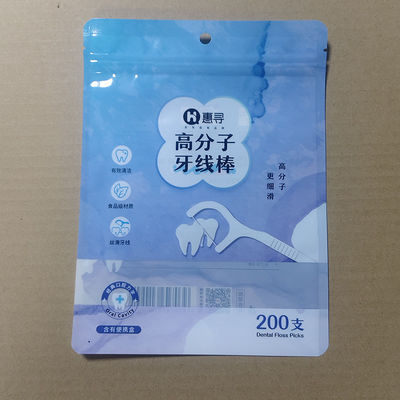 惠寻
高分子
牙线棒
高分子
更细滑
有效清洁
食品级材质
丝滑牙线
Oral Cavity
含有便携盒
200支
Dental Floss Picks